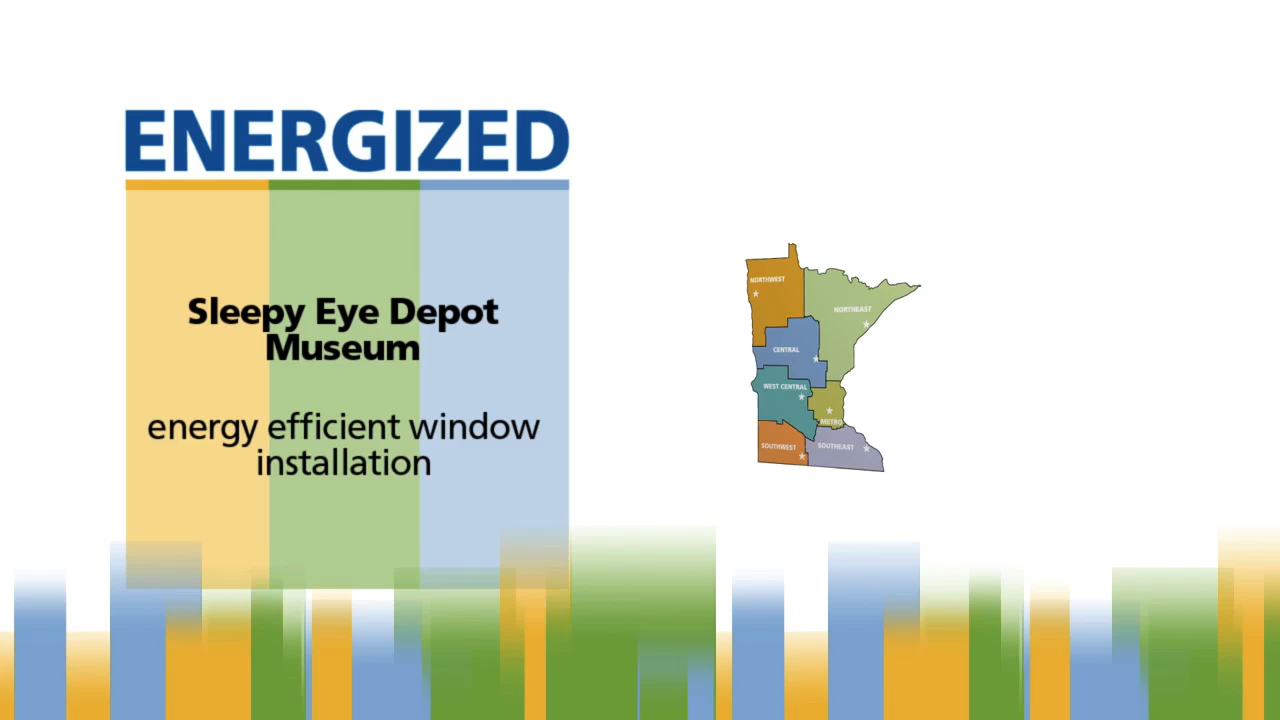 ENERGIZED
Sleepy Eye Depot
Museum
energy efficient window
installation
NORTHWEST
NORTHEAST
CENTRAL
WEST CENTRAL
METRO
SOUTHWEST
SOUTHEAST